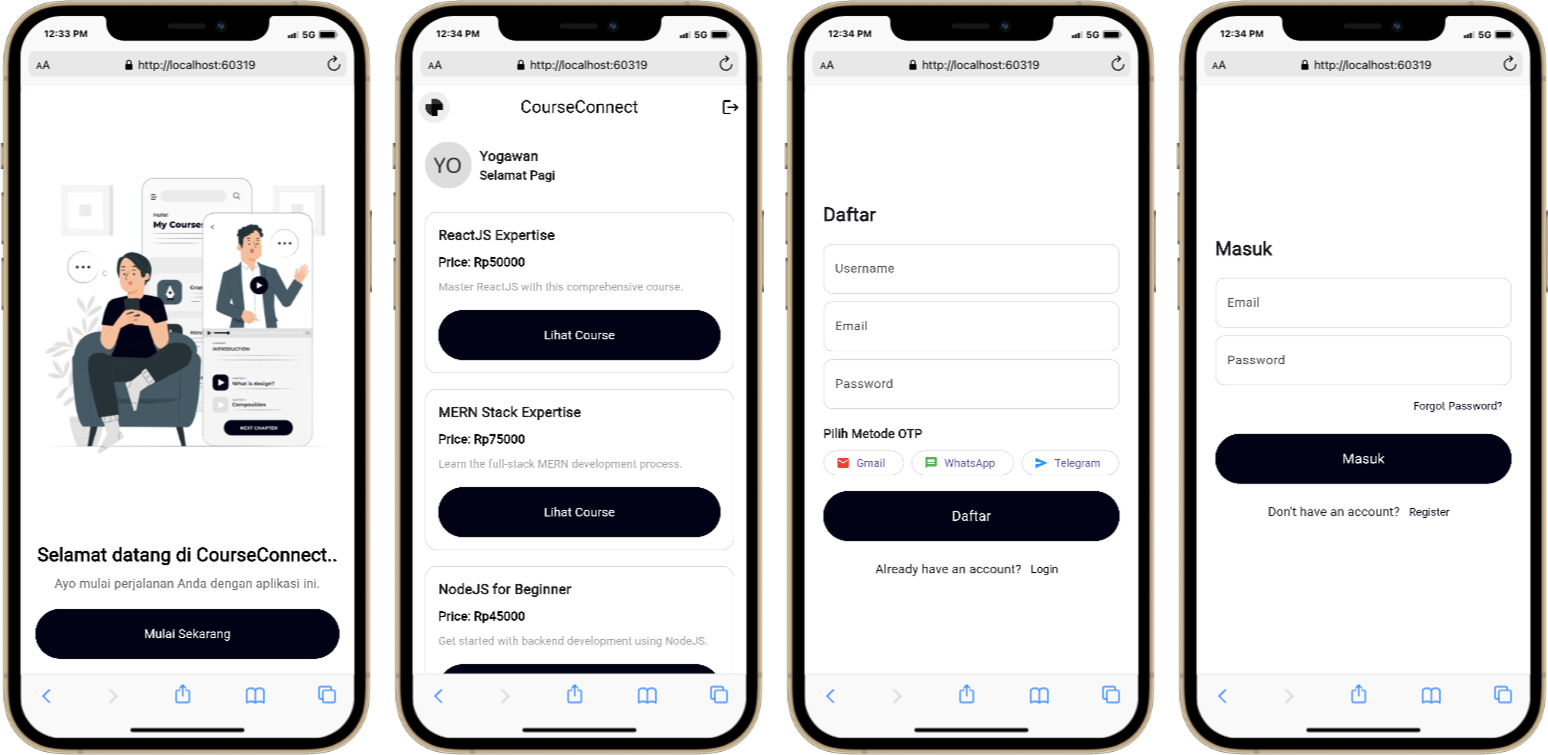 12:33 PM
5G
AA
http://localhost:60319
Hello!
My Courses
INTRODUCTION
What is design?
Composition
NEXT CHAPTER
Selamat datang di CourseConnect..
Ayo mulai perjalanan Anda dengan aplikasi ini.
Mulai Sekarang
12:34 PM
5G
AA
http://localhost:60319
CourseConnect
YO
Yogawan
Selamat Pagi
ReactJS Expertise
Price: Rp50000
Master ReactJS with this comprehensive course.
Lihat Course
MERN Stack Expertise
Price: Rp75000
Learn the full-stack MERN development process.
Lihat Course
NodeJS for Beginner
Price: Rp45000
Get started with backend development using NodeJS.
12:34 PM
5G
AA
http://localhost:60319
Daftar
Username
Email
Password
Pilih Metode OTP
Gmail WhatsApp Telegram
Daftar
Already have an account? Login
12:34 PM
5G
AA
http://localhost:60319
Masuk
Email
Password
Forgot Password?
Masuk
Don't have an account? Register